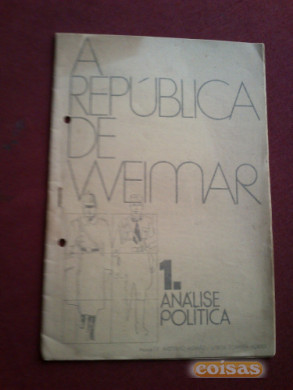 A
REPÚBLICA
DE
WEIMAR
1.
ANÁLISE
POLÍTICA
coisas